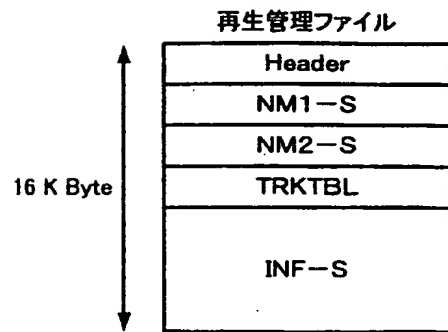 再生管理ファイル
Header
NM1-S
NM2-S
TRKTBL
16 K Byte
INF-S